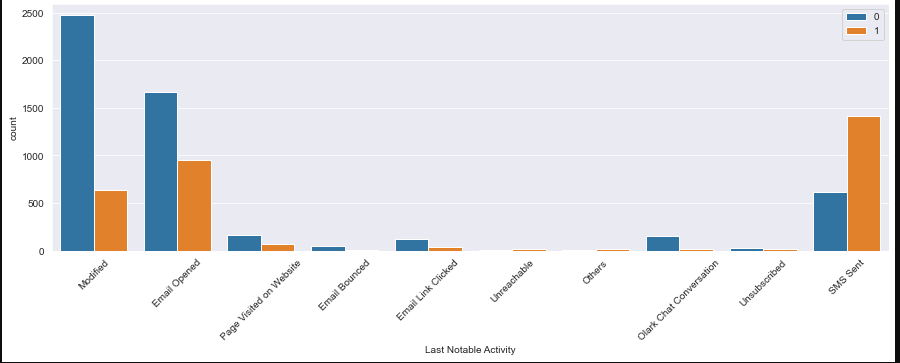 2500
2000
1500
1000
500
0
count
0
1
Modified
Email Opened
Page Visited on Website
Email Bounced
Email Link Clicked
Unreachable
Others
Olark Chat Conversation
Unsubscribed
SMS Sent
Last Notable Activity